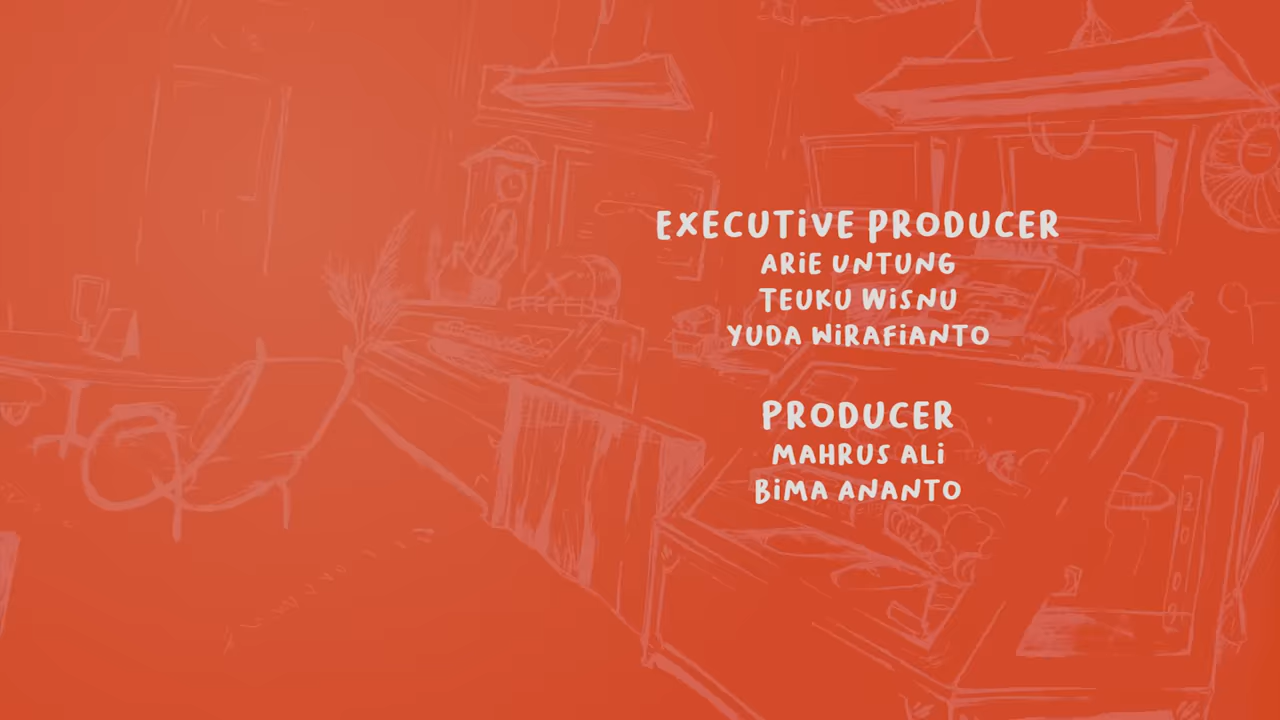 EXECUTiVE PRODUCER
ARiE UNTUNG
TEUKU WiSNU
YUDA WiRAFiANTO
PRODUCER
MAHRUS ALi
BiMA ANANTO